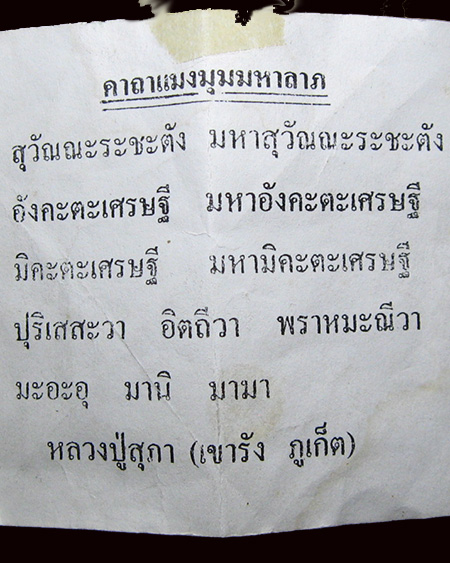 คาถาแมงมุมมหาลาภ
สุวัณณะระชะตัง มหาสุวัณณะระชะตัง
อังคะตะเศรษฐี มหาอังคะตะเศรษฐี
มิคะตะเศรษฐี มหามิคะตะเศรษฐี
ปุริเสสะวา อิตถีวา พราหมะณีวา
มะอะอุ มานิ มามา
หลวงปู่สุภา (เขารัง ภูเก็ต)